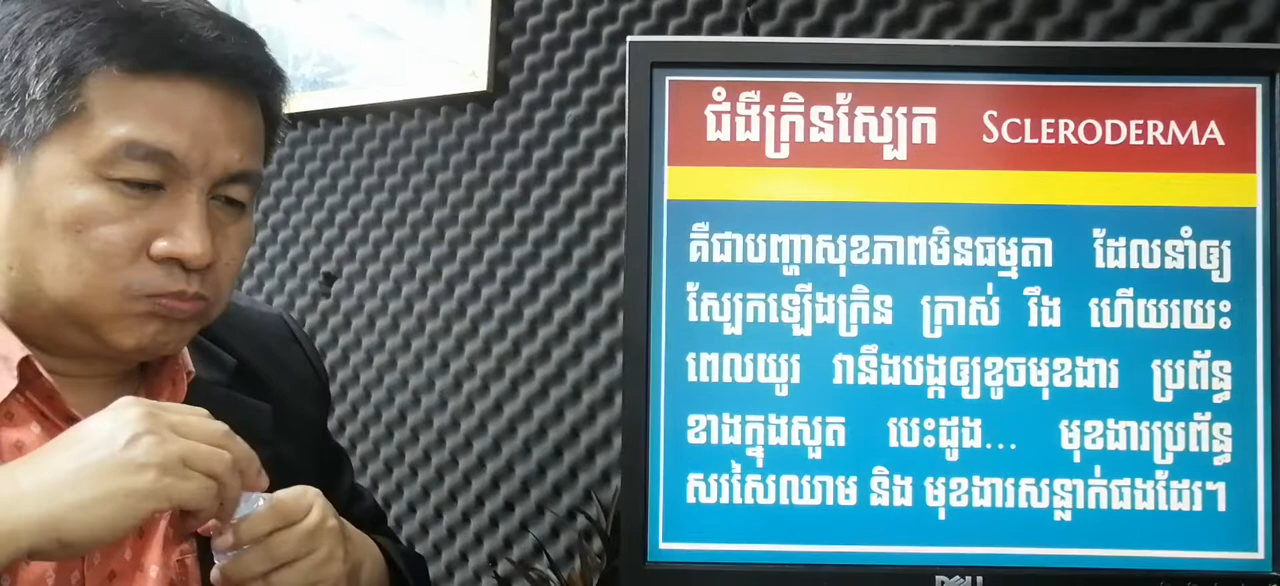 ជំងឺក្រិនស្បែក SCLERODERMA
គឺជាបញ្ហាសុខភាពមិនធម្មតា ដែលនាំឲ្យ
ស្បែកឡើងក្រិន ក្រាស់ រឹង ហើយរយះ
ពេលយូរ វានឹងបង្កឲ្យខូចមុខងារ ប្រព័ន្ធ
ខាងក្នុងសួត បេះដូង... មុខងារប្រព័ន្ធ
សរសៃឈាម និង មុខងារសន្លាក់ផងដែរ។
DELL